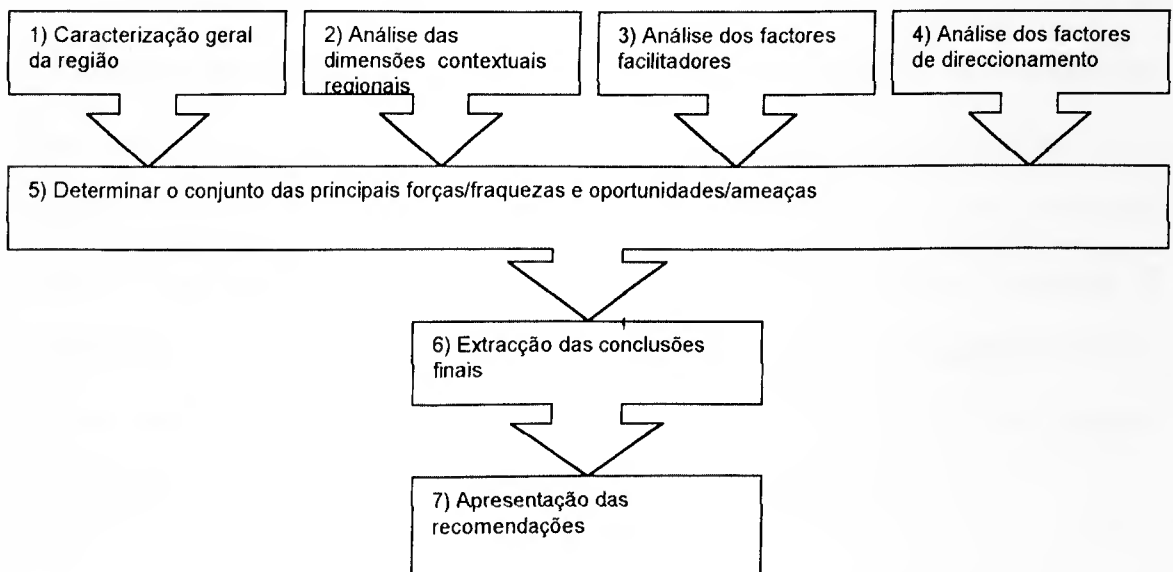 1) Caracterização geral
da região
2) Análise das
dimensões contextuais
regionais
3) Análise dos factores
facilitadores
4) Análise dos factores
de direccionamento
5) Determinar o conjunto das principais forças/fraquezas e oportunidades/ameaças
6) Extracção das conclusões
finais
7) Apresentação das
recomendações